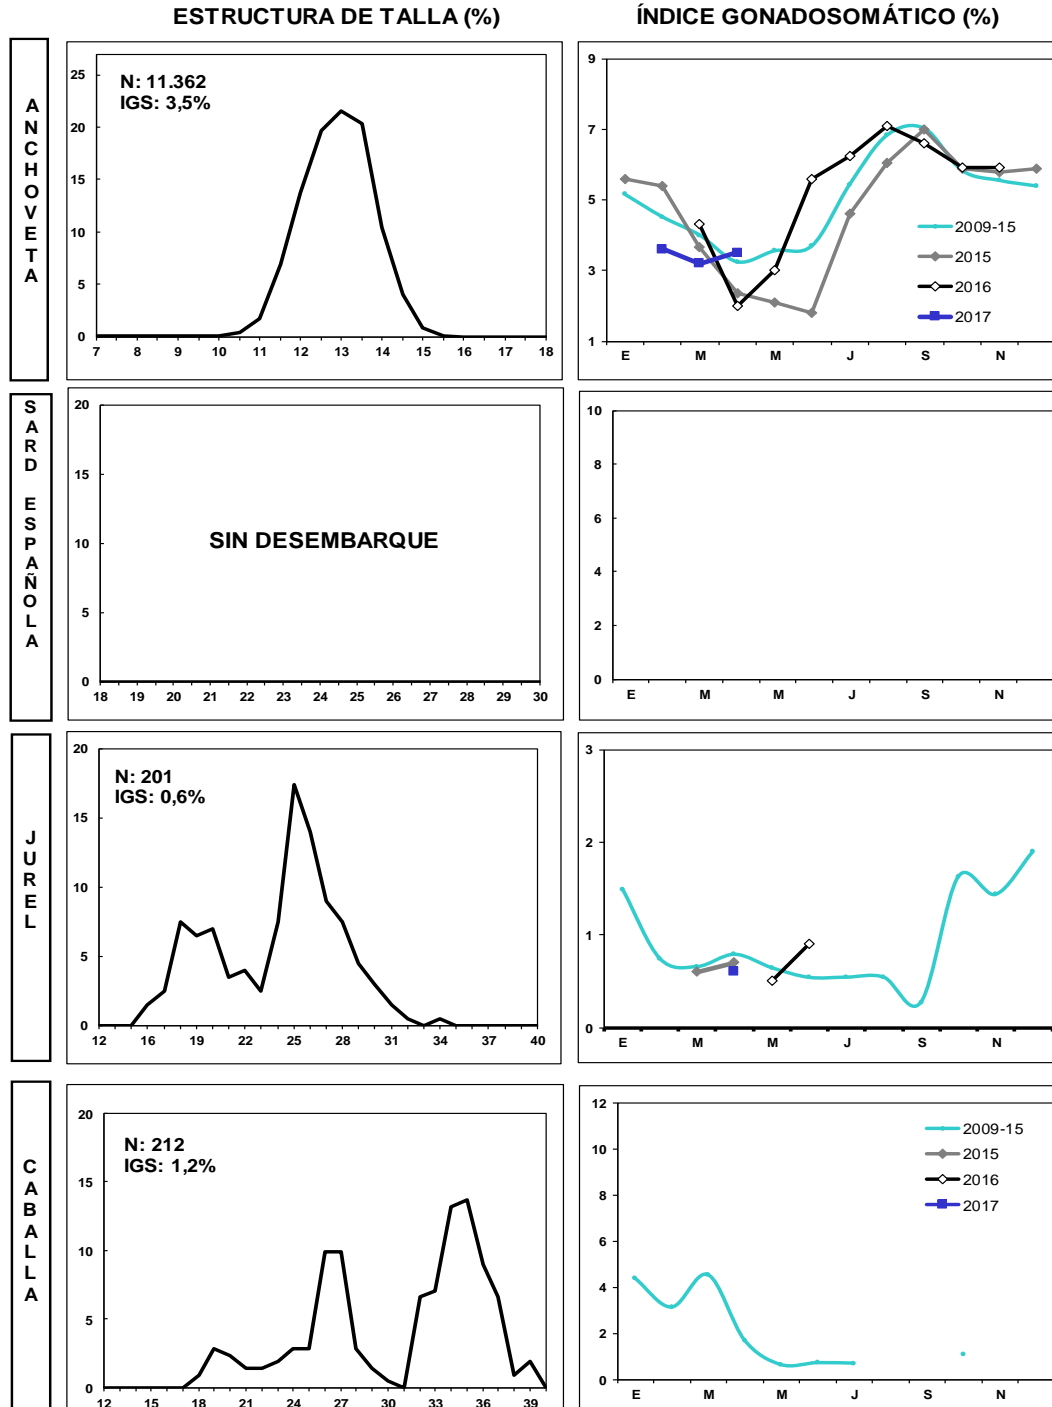 ESTRUCTURA DE TALLA (%)
ÍNDICE GONADOSOMÁTICO (%)
ANCHOVETA
N: 11.362
IGS: 3,5%
25
20
15
10
5
0
7 8 9 10 11 12 13 14 15 16 17 18
9
7
5
3
1
E M M J S N
2009-15
2015
2016
2017
SARD ESPAÑOLA
20
15
10
5
0
SIN DESEMBARQUE
18 19 20 21 22 23 24 25 26 27 28 29 30
10
8
6
4
2
0
E M M J S N
JUREL
N: 201
IGS: 0,6%
20
15
10
5
0
12 16 19 22 25 28 31 34 37 40
3
2
1
0
E M M J S N
CABALLA
N: 212
IGS: 1,2%
20
15
10
5
0
12 15 18 21 24 27 30 33 36 39
12
10
8
6
4
2
0
2009-15
2015
2016
2017
E M M J S N